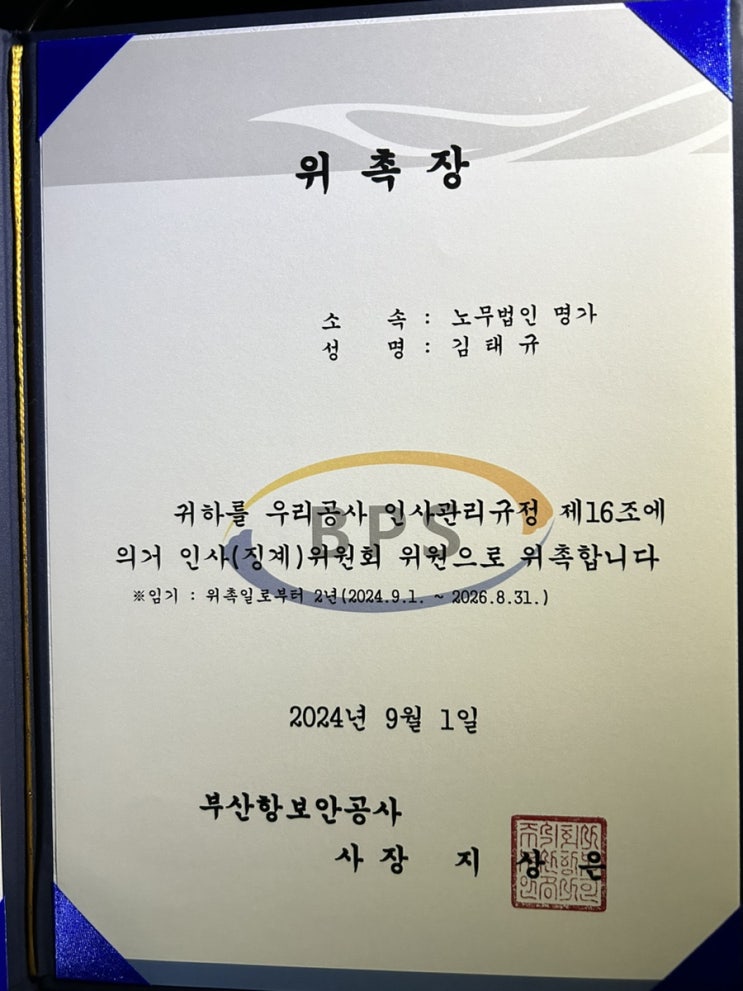 위 촉 장
소 속 : 노무법인 명가
성 명 : 김 태 규
BPS
귀하를 우리공사 인사관리규정 제16조에
의거 인사(징계)위원회 위원으로 위촉합니다
※임기 : 위촉일로부터 2년(2024.9.1. ~ 2026.8.31.)
2024년 9월 1일
부산항보안공사
사 장 지 상 은